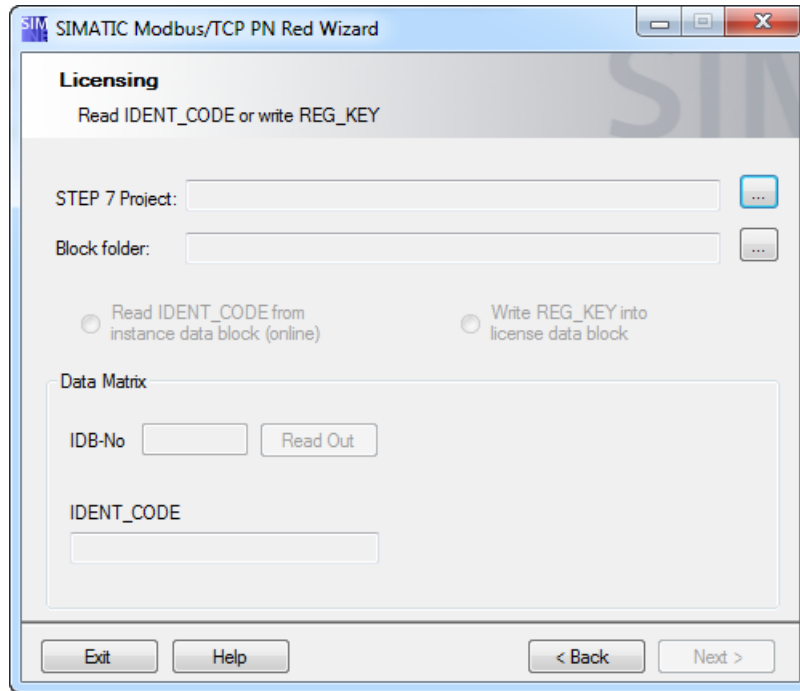 SIM
SIMATIC Modbus/TCP PN Red Wizard
Licensing
Read IDENT_CODE or write REG_KEY
SIM
STEP 7 Project:
...
Block folder:
...
Read IDENT_CODE from
instance data block (online)
Write REG_KEY into
license data block
Data Matrix
IDB-No
Read Out
IDENT_CODE
Exit
Help
< Back
Next >